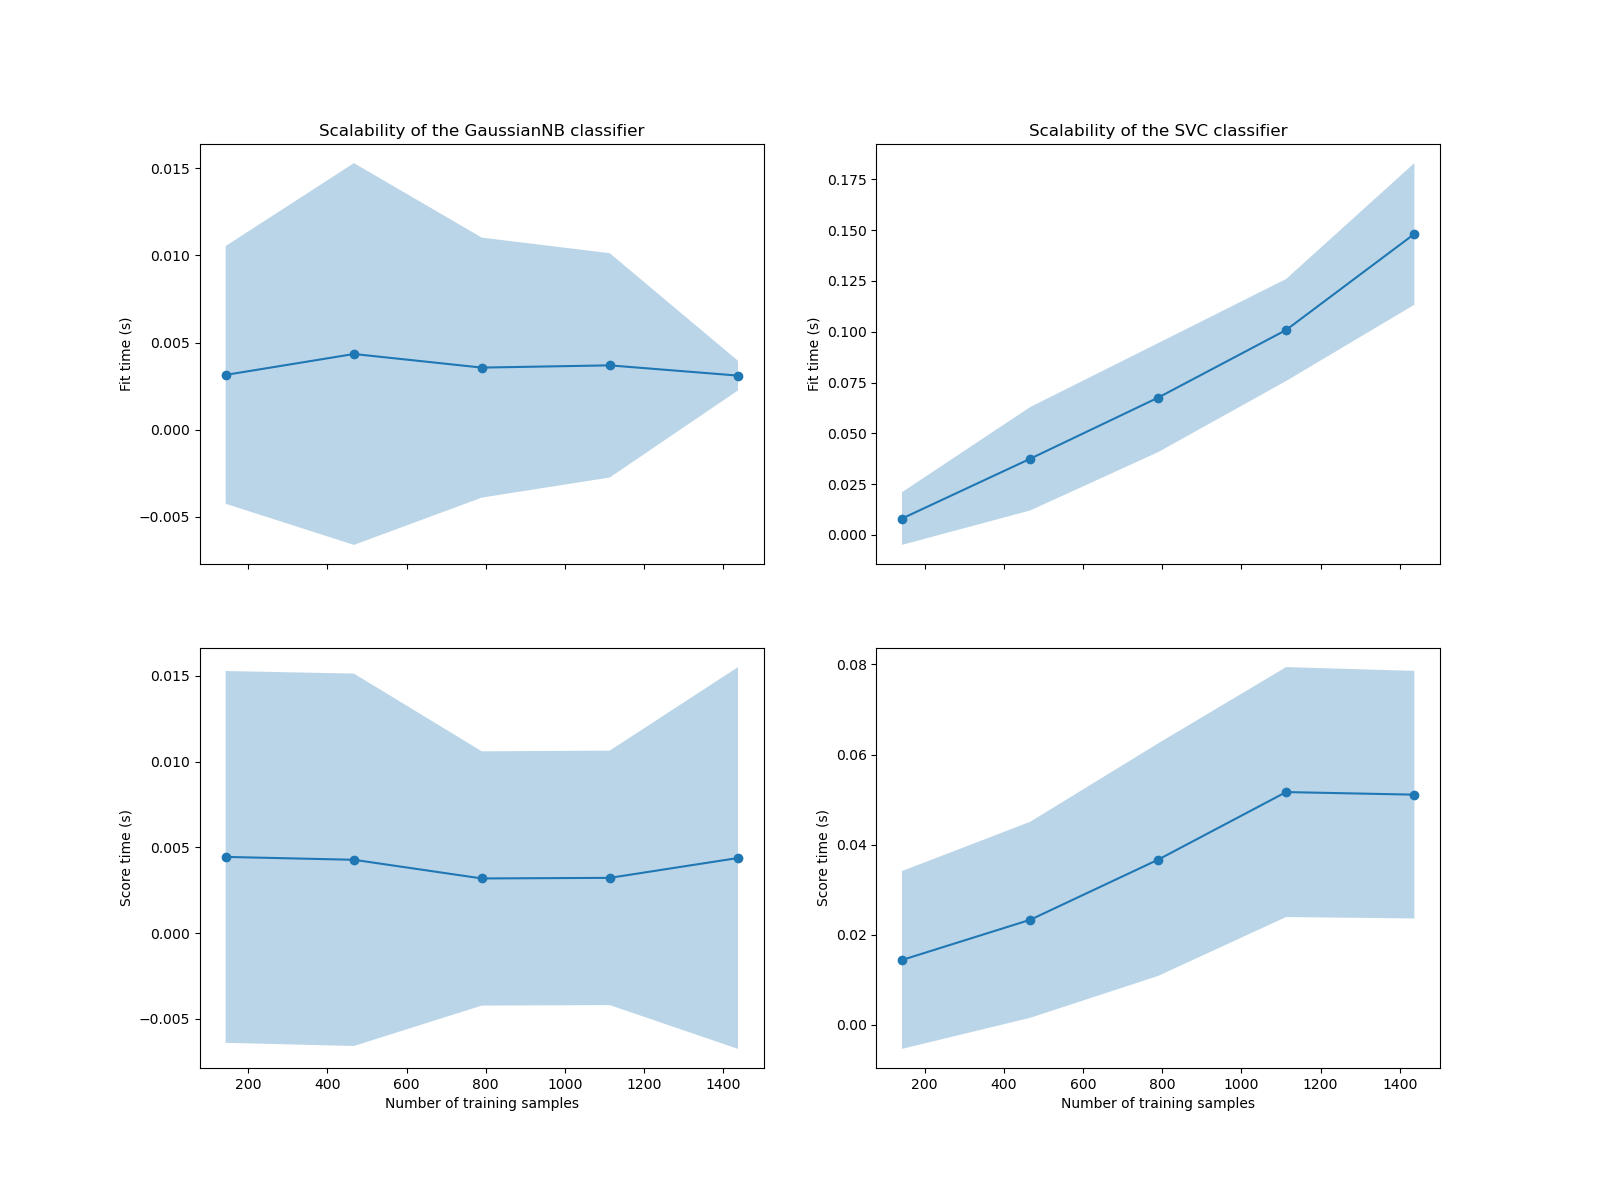 Scalability of the GaussianNB classifier
0.015
0.010
0.005
0.000
−0.005
Fit time (s)
Scalability of the SVC classifier
0.175
0.150
0.125
0.100
0.075
0.050
0.025
0.000
Fit time (s)
0.015
0.010
0.005
0.000
−0.005
Score time (s)
200 400 600 800 1000 1200 1400
Number of training samples
0.08
0.06
0.04
0.02
0.00
Score time (s)
200 400 600 800 1000 1200 1400
Number of training samples